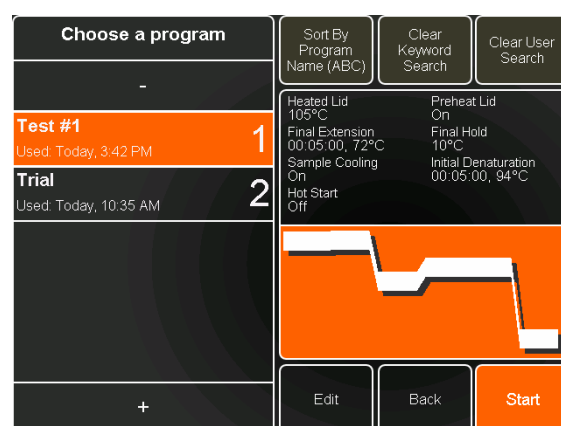 Choose a program
-
Test #1
Used: Today, 3:42 PM
1
Trial
Used: Today, 10:35 AM
2
+
Sort By
Program
Name (ABC)
Clear
Keyword
Search
Clear User
Search
Heated Lid
105°C
Preheat Lid
On
Final Extension
00:05:00, 72°C
Final Hold
10°C
Sample Cooling
On
Initial Denaturation
00:05:00, 94°C
Hot Start
Off
Edit
Back
Start